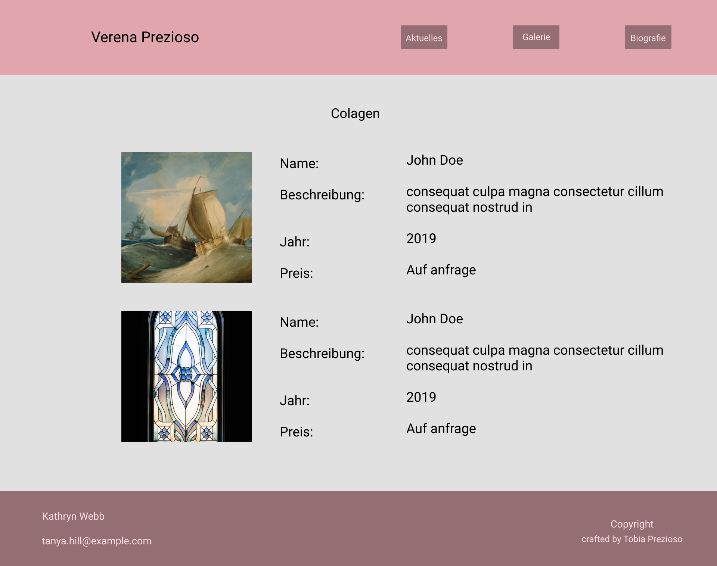 Verena Prezioso
Aktuelles
Galerie
Biografie
Colagen
Name:
John Doe
Beschreibung:
consequat culpa magna consectetur cillum
consequat nostrud in
Jahr:
2019
Preis:
Auf anfrage
Name:
John Doe
Beschreibung:
consequat culpa magna consectetur cillum
consequat nostrud in
Jahr:
2019
Preis:
Auf anfrage
Kathryn Webb
tanya.hill@example.com
Copyright
crafted by Tobia Prezioso